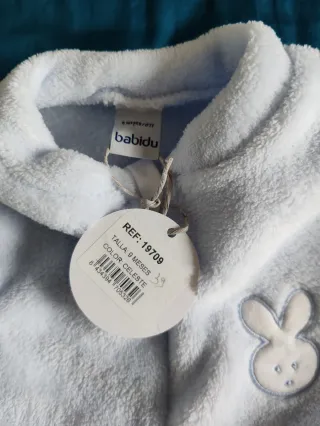 babidu
REF: 19709
TALLA: 9 MESES
COLOR: CELESTE